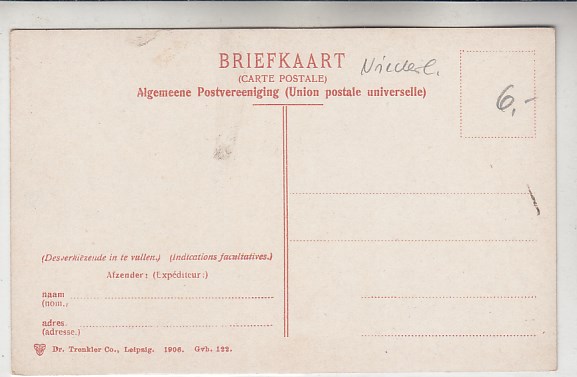 BRIEFKAART
(CARTE POSTALE)
Algemeene Postvereeniging (Union postale universelle)
Niederl.
6,-
(Desverkiezende in te vullen.) (Indications facultatives.)
Afzender: (Expéditeur:)
naam
(nom.:
adres.
(adresse.)
Dr. Trenkler Co., Leipzig. 1906. Gvb. 122.